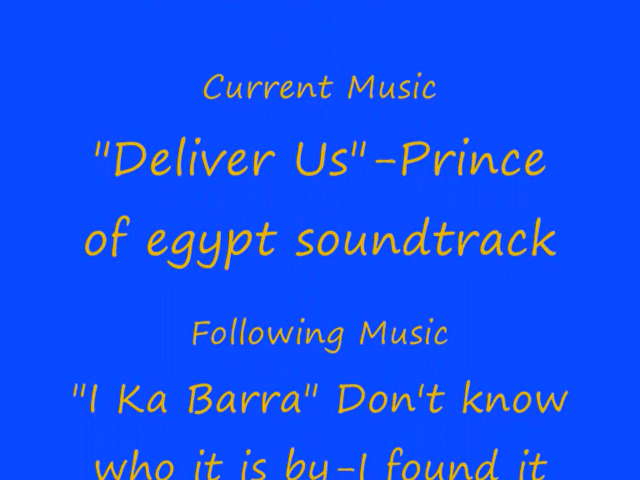 Current Music
"Deliver Us"-Prince
of egypt soundtrack
Following Music
"I Ka Barra" Don't know
who it is by-I found it